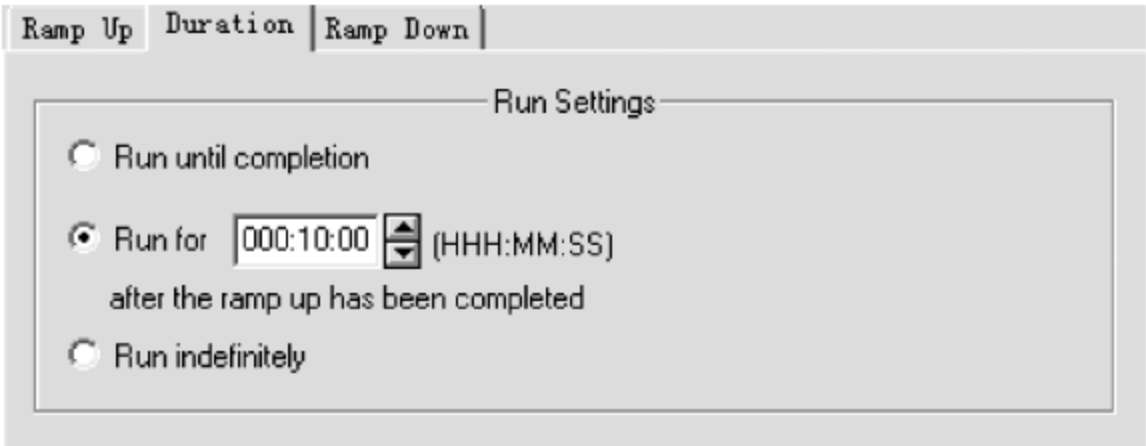 Ramp Up Duration Ramp Down
Run Settings
Run until completion
Run for 000:10:00 (HHH:MM:SS)
after the ramp up has been completed
Run indefinitely